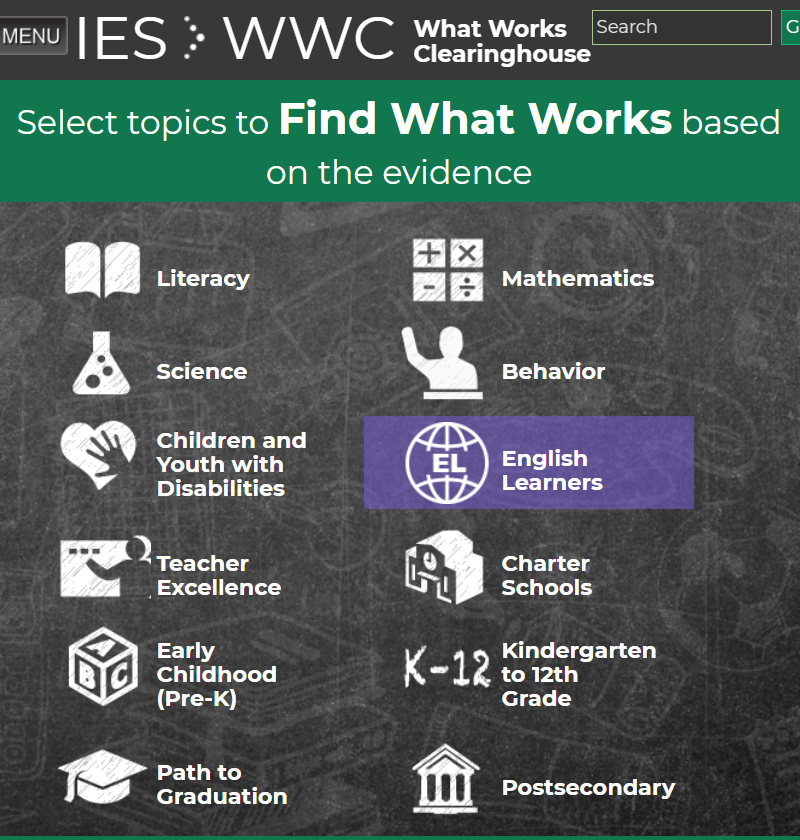 MENU IES WWC What Works Clearinghouse Search G
Select topics to Find What Works based
on the evidence
Literacy
Mathematics
Science
Behavior
Children and
Youth with
Disabilities
EL
English
Learners
Teacher
Excellence
Charter
Schools
A B C
Early
Childhood
(Pre-K)
K-12
Kindergarten
to 12th
Grade
Path to
Graduation
Postsecondary